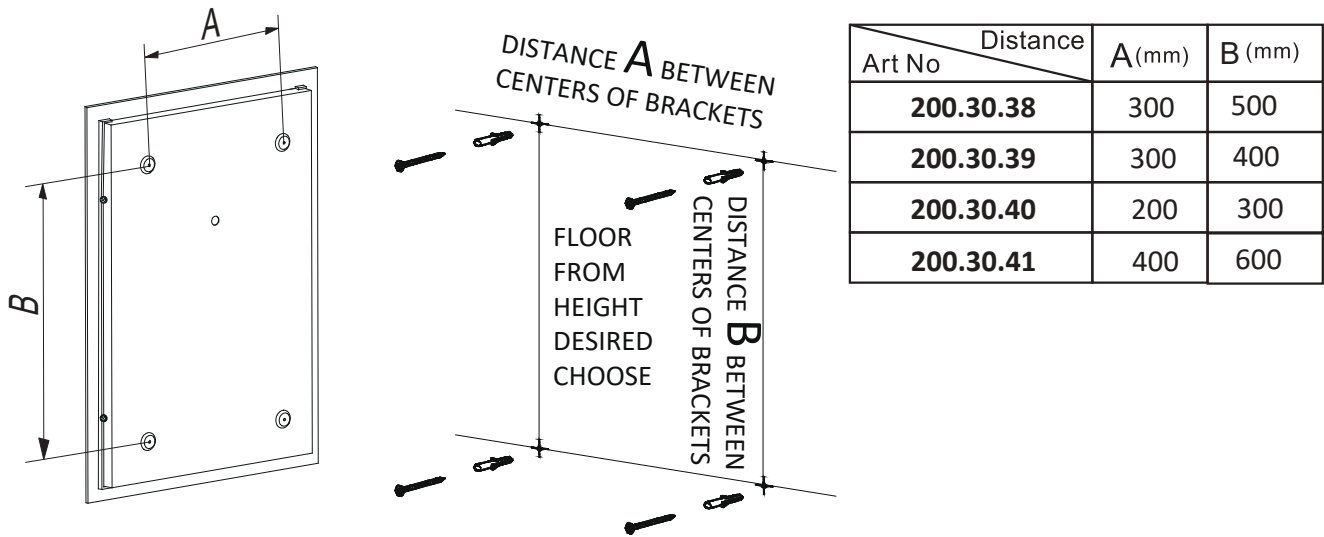 A
B
DISTANCE A BETWEEN
CENTERS OF BRACKETS
FLOOR
FROM
HEIGHT
DESIRED
CHOOSE
DISTANCE B BETWEEN
CENTERS OF BRACKETS
Distance
Art No
A (mm) B (mm)
200.30.38 300 500
200.30.39 300 400
200.30.40 200 300
200.30.41 400 600